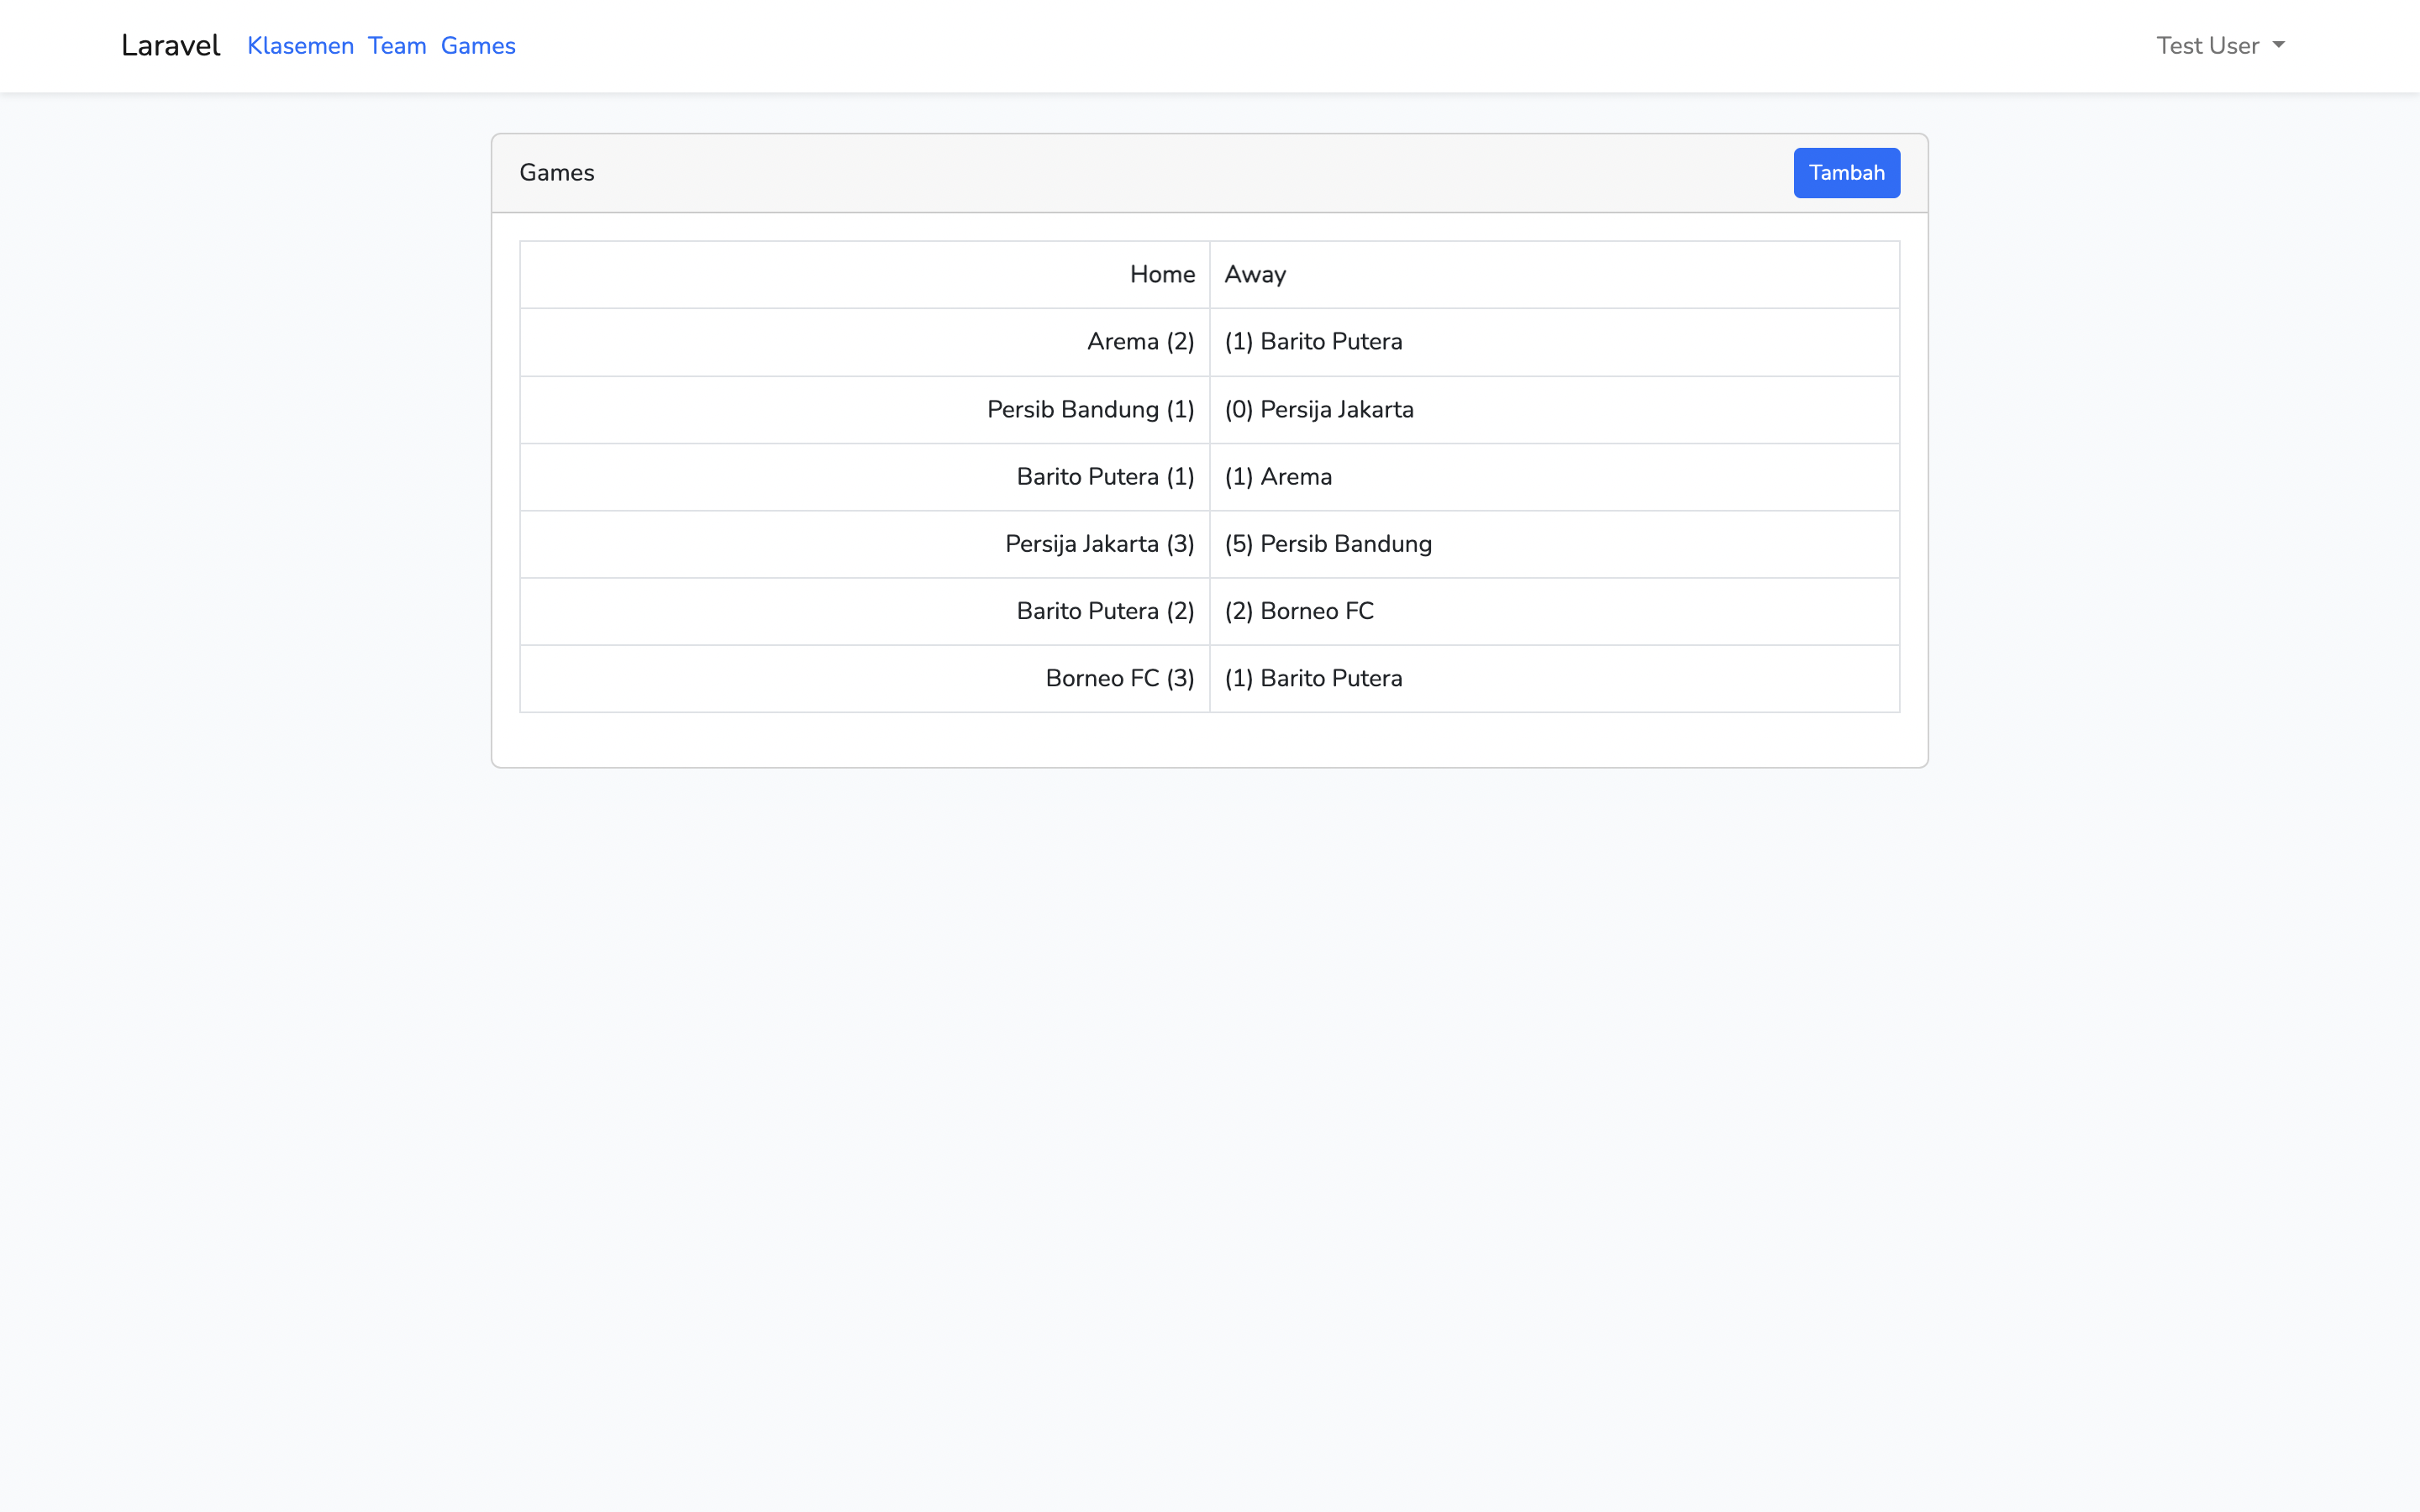 Laravel Klasemen Team Games Test User
Games Tambah
Home Away
Arema (2) (1) Barito Putera
Persib Bandung (1) (0) Persija Jakarta
Barito Putera (1) (1) Arema
Persija Jakarta (3) (5) Persib Bandung
Barito Putera (2) (2) Borneo FC
Borneo FC (3) (1) Barito Putera